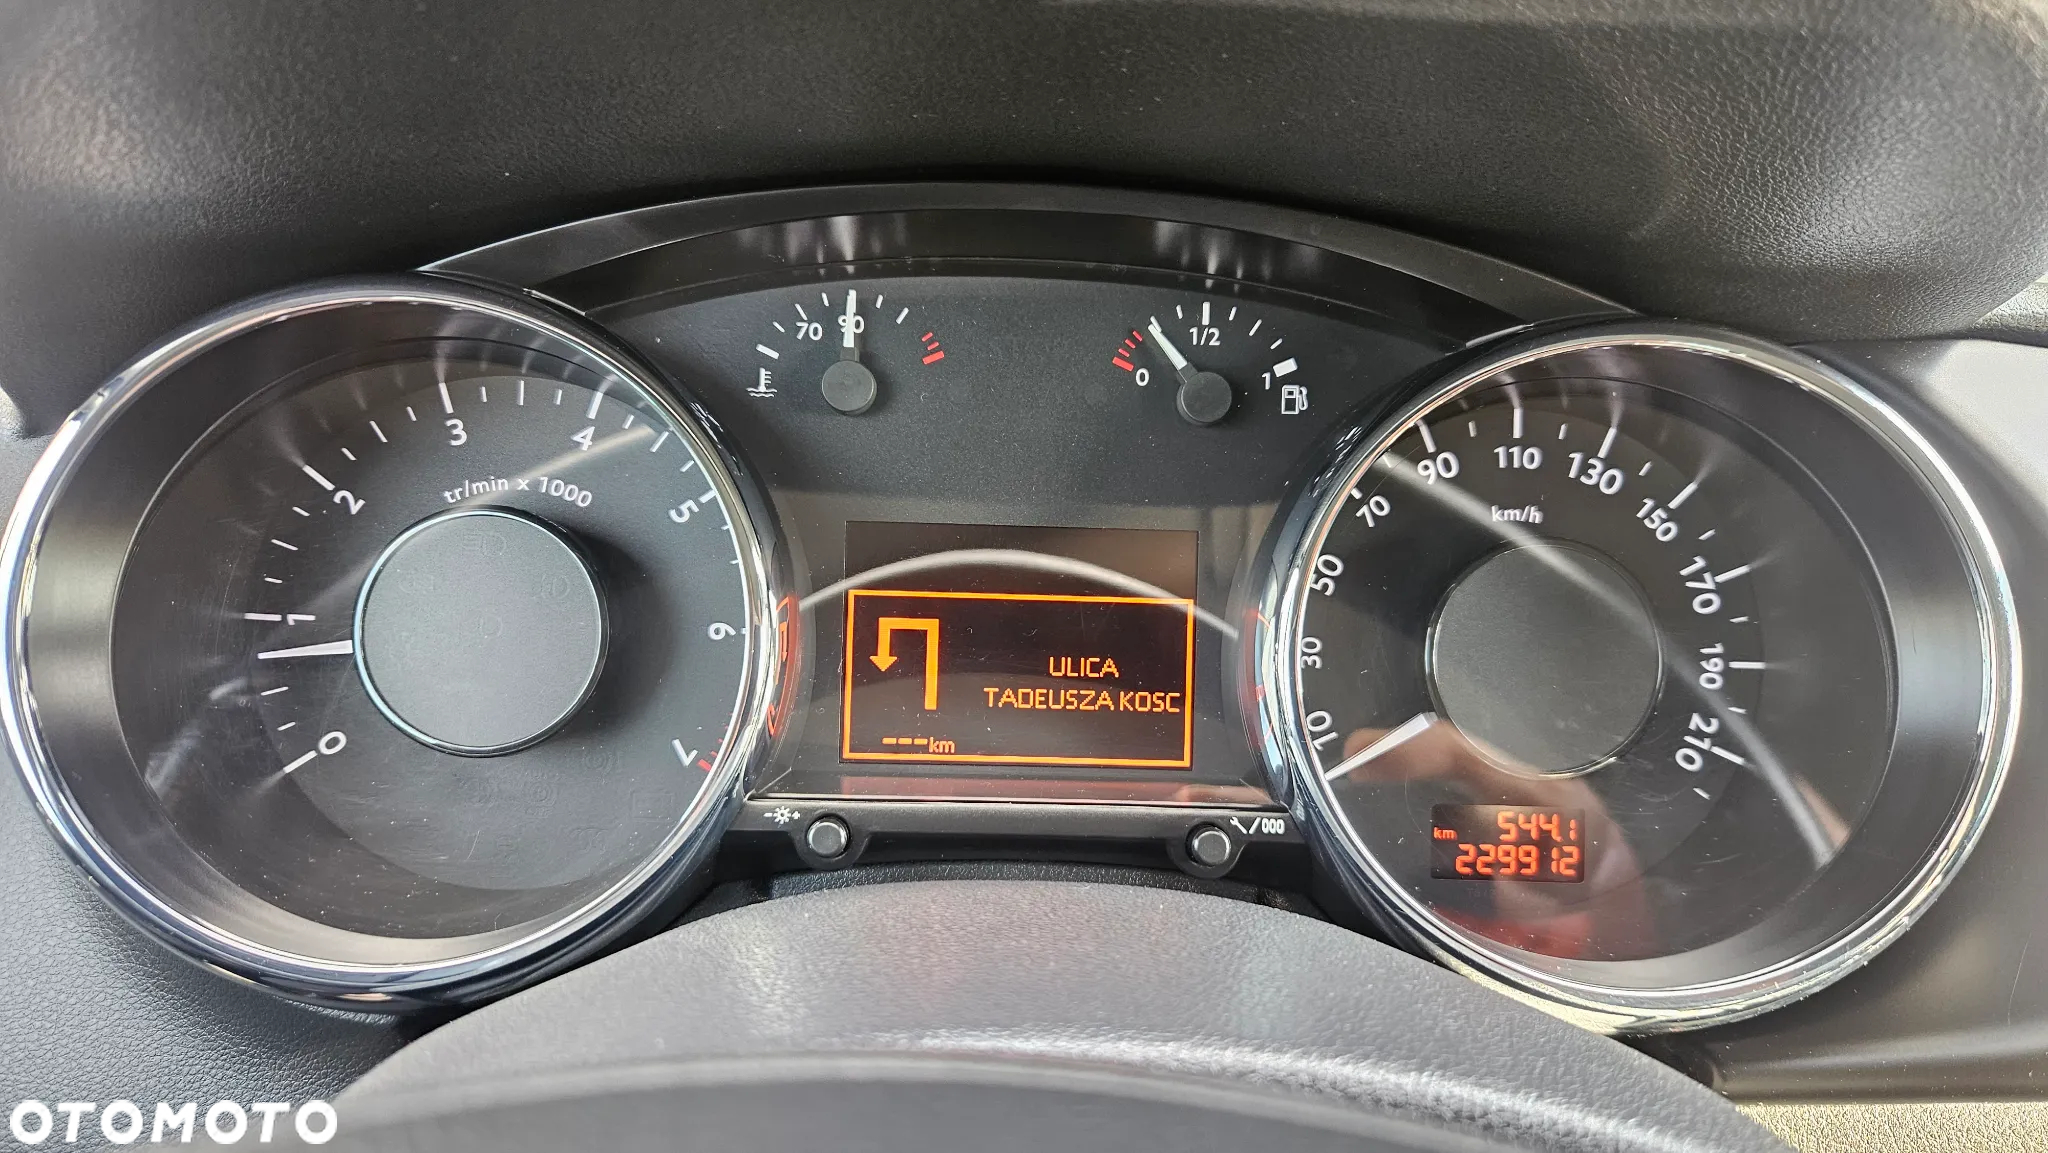 70 90
0 1/2 1
0 1 2 3 4 5 6 7
tr/min x 1000
10 30 50 70 90 110 130 150 170 190 210
km/h
ULICA
TADEUSZA KOSC
---km
- +
/000
km 544.1
229912
OTOMOTO